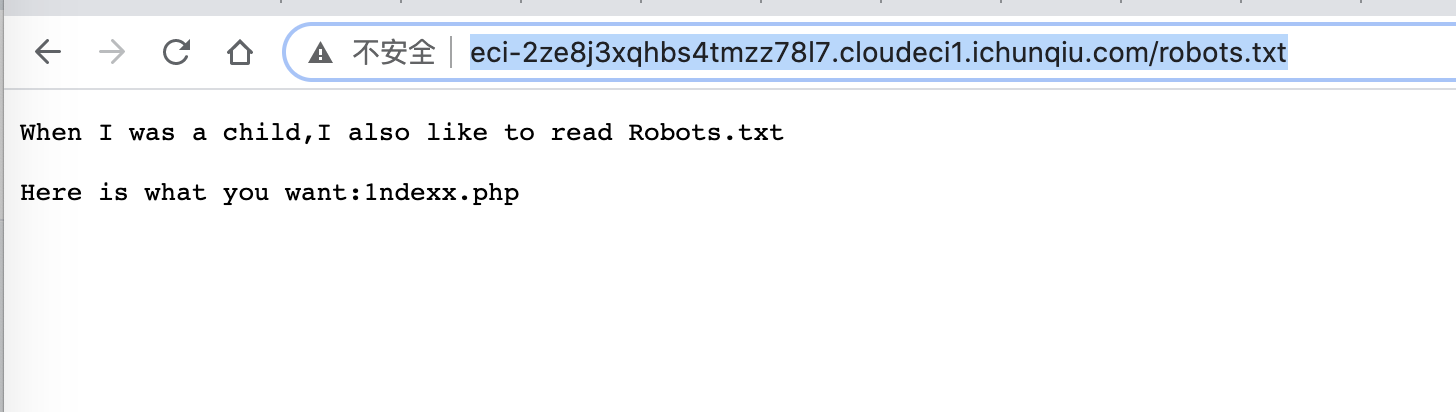 不安全 eci-2ze8j3xqhbs4tmzz78l7.cloudeci1.ichunqiu.com/robots.txt
When I was a child,I also like to read Robots.txt
Here is what you want:1ndexx.php